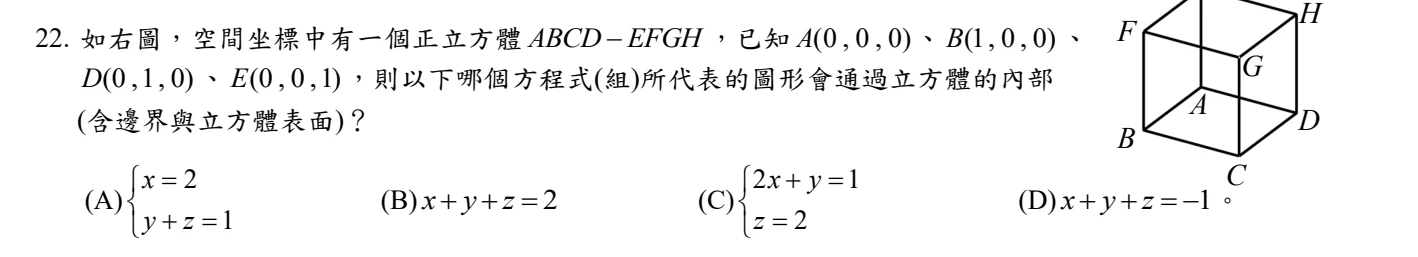 22. 如右圖，空間坐標中有一個正立方體 ABCD－EFGH ，已知 A(0 , 0 , 0)、B(1 , 0 , 0)、
D(0 , 1 , 0)、E(0 , 0 , 1)，則以下哪個方程式(組)所代表的圖形會通過立方體的內部
(含邊界與立方體表面)？
(A) { x = 2 y + z = 1 (B) x + y + z = 2 (C) { 2x + y = 1 z = 2 (D) x + y + z = −1 。
H
F
G
A
D
B
C